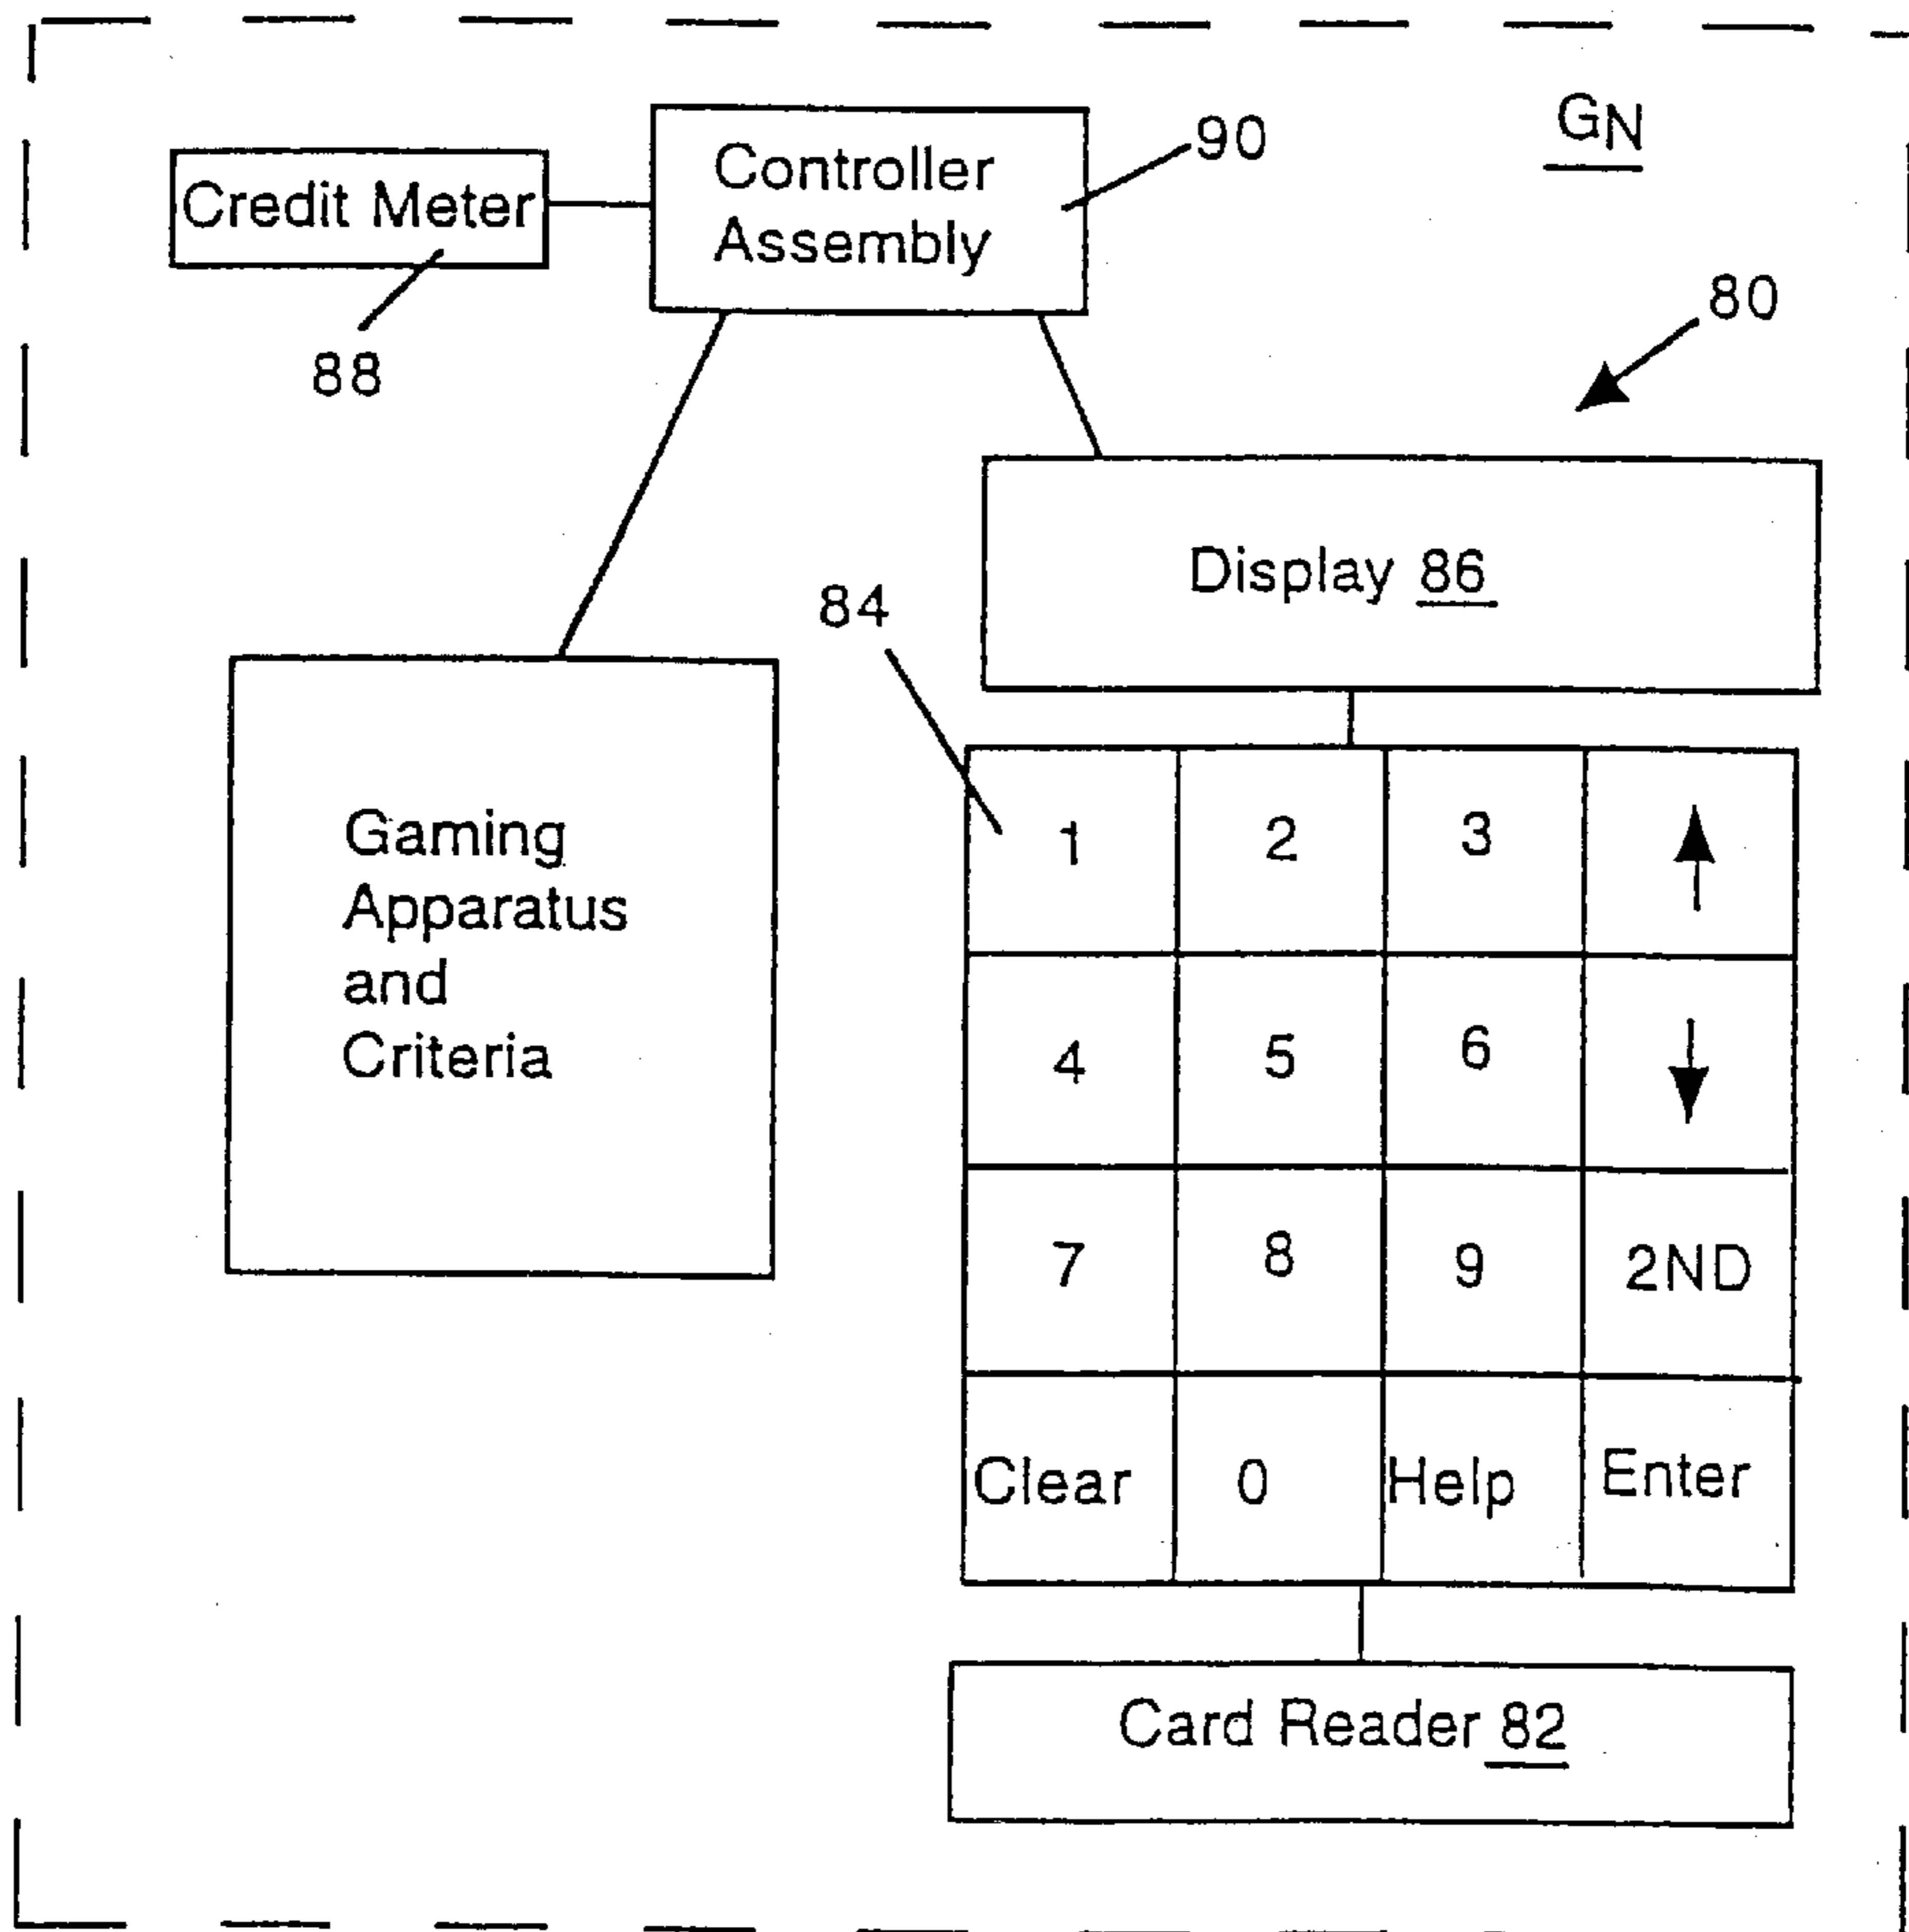 GN
Controller
Assembly
90
Credit Meter
88
80
Display 86
84
Gaming
Apparatus
and
Criteria
1 2 3 ↑
4 5 6 ↓
7 8 9 2ND
Clear 0 Help Enter
Card Reader 82